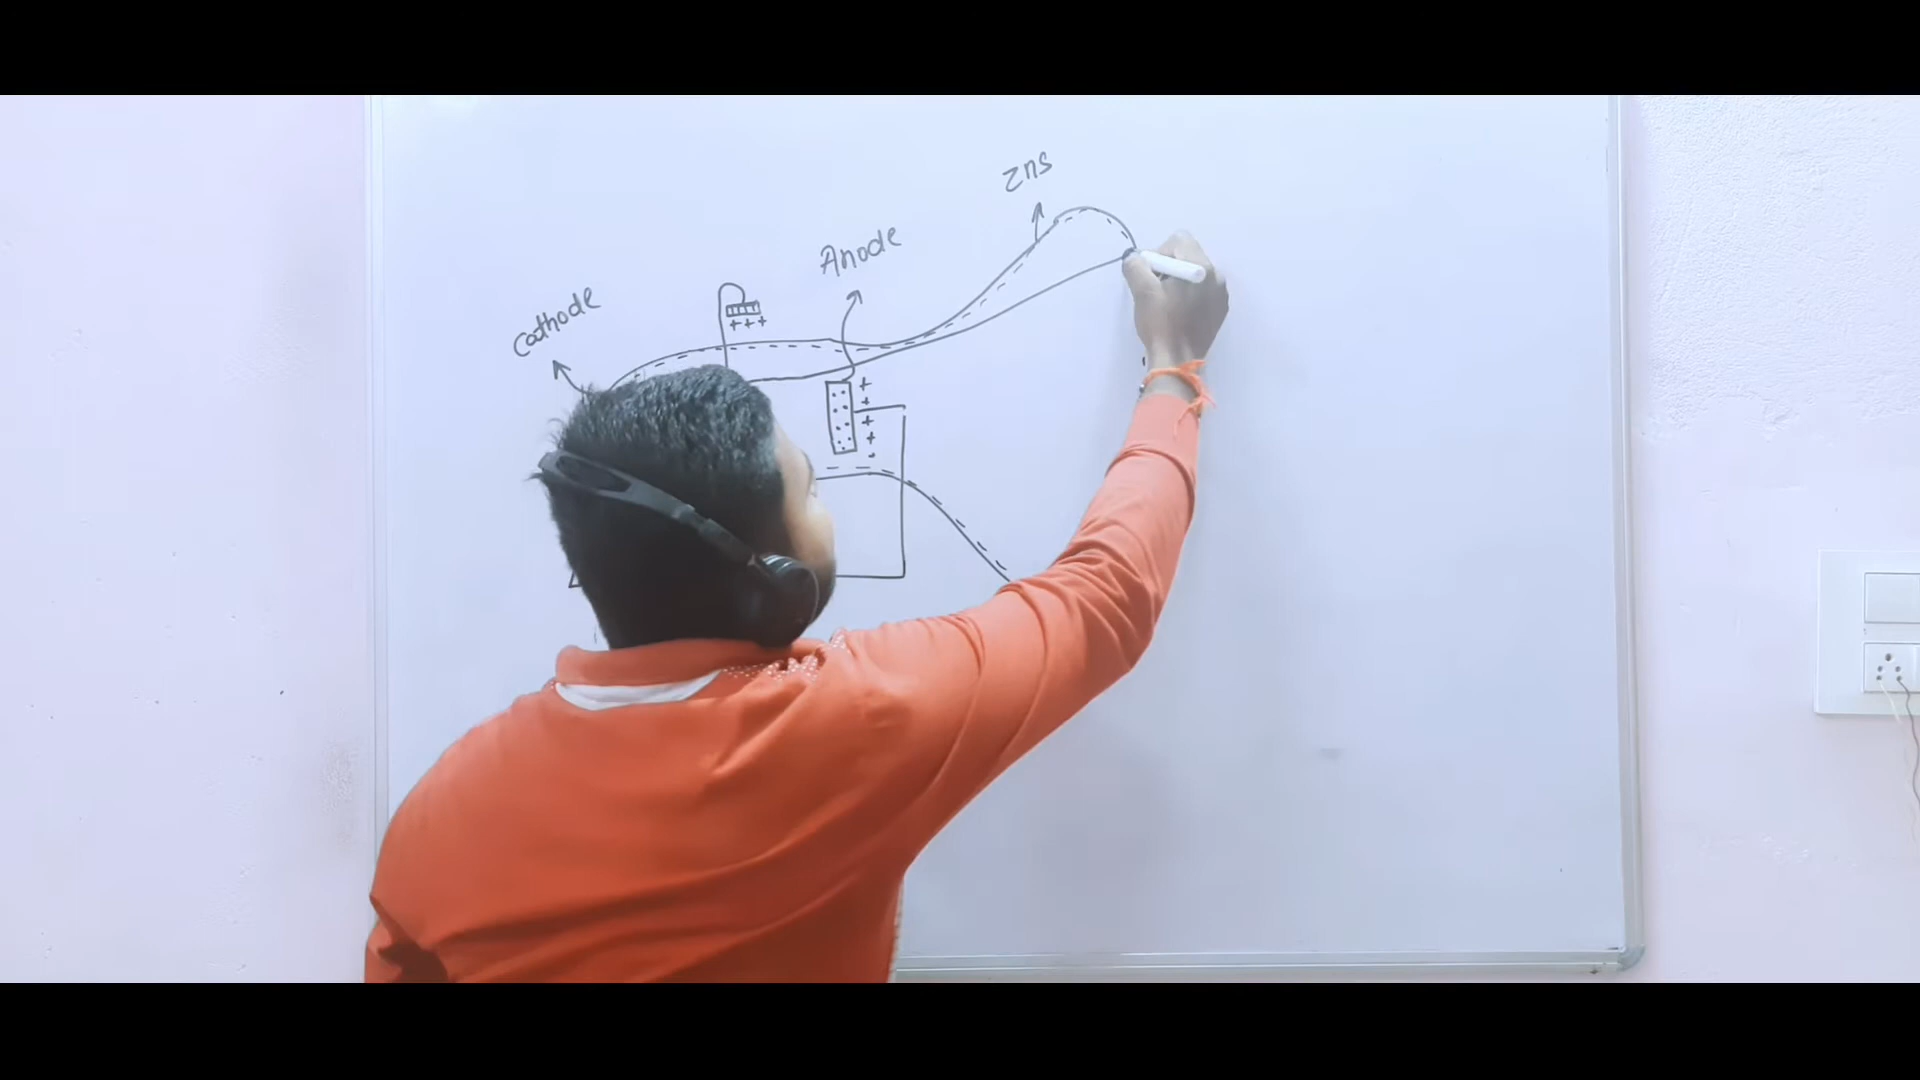 ZnS
Anode
Cathode
+++
+
+
+
+